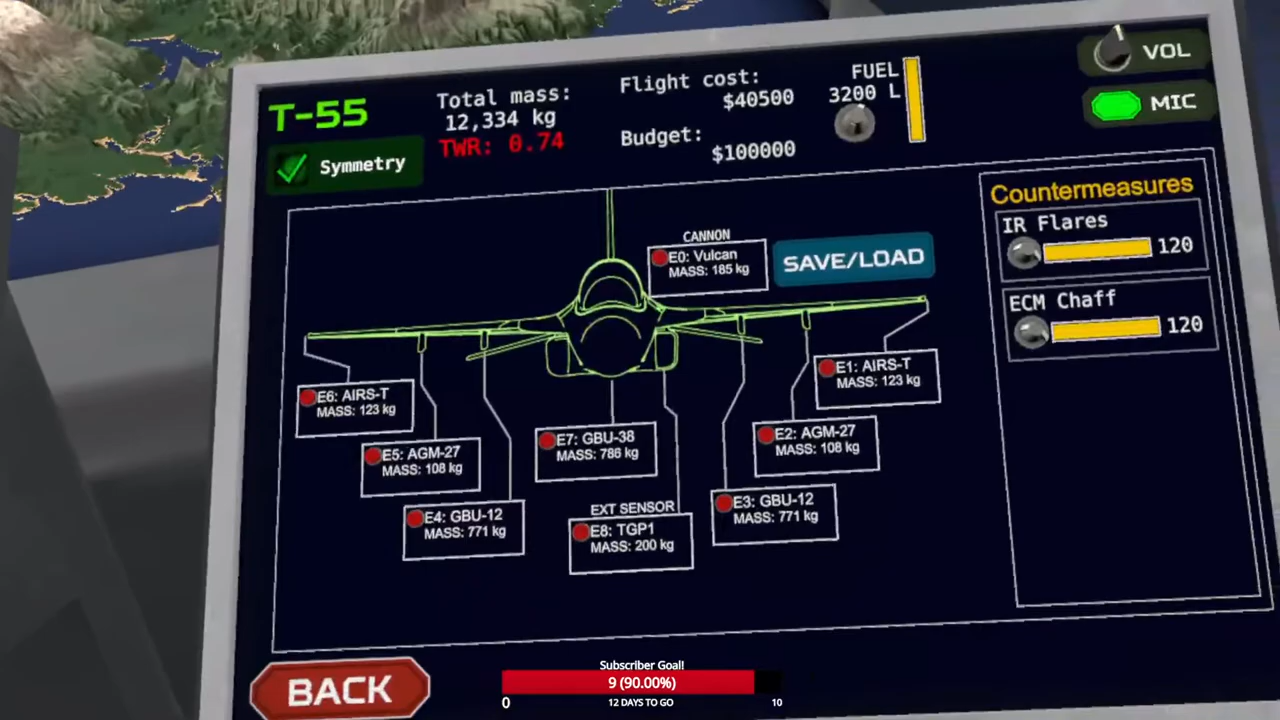 T-55
Total mass:
12,334 kg
TWR: 0.74
Flight cost:
$40500
Budget:
$100000
FUEL
3200 L
VOL
MIC
Symmetry
Countermeasures
IR Flares
120
ECM Chaff
120
CANNON
E0: Vulcan
MASS: 185 kg
SAVE/LOAD
E6: AIRS-T
MASS: 123 kg
E1: AIRS-T
MASS: 123 kg
E5: AGM-27
MASS: 108 kg
E7: GBU-38
MASS: 786 kg
E2: AGM-27
MASS: 108 kg
E4: GBU-12
MASS: 771 kg
EXT SENSOR
E8: TGP1
MASS: 200 kg
E3: GBU-12
MASS: 771 kg
BACK
Subscriber Goal!
9 (90.00%)
0
12 DAYS TO GO
10